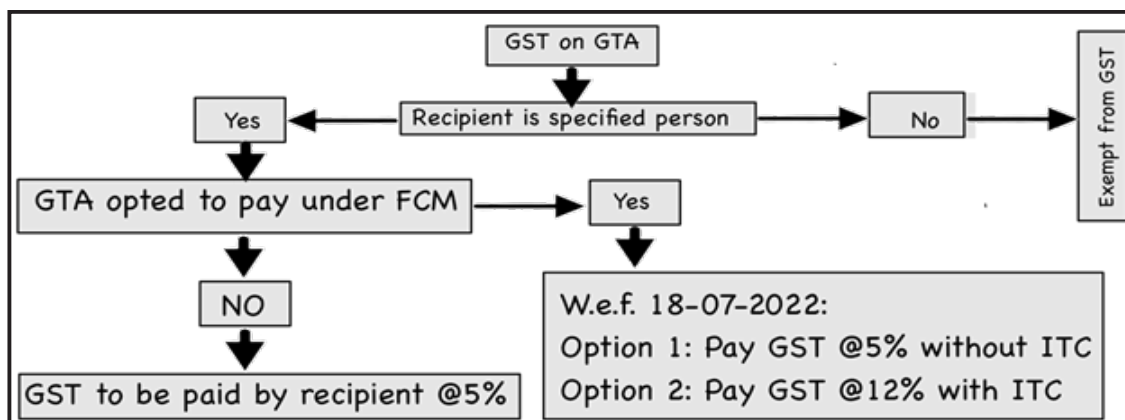 GST on GTA
Recipient is specified person
Yes
No
Exempt from GST
GTA opted to pay under FCM
Yes
NO
GST to be paid by recipient @5%
W.e.f. 18-07-2022:
Option 1: Pay GST @5% without ITC
Option 2: Pay GST @12% with ITC